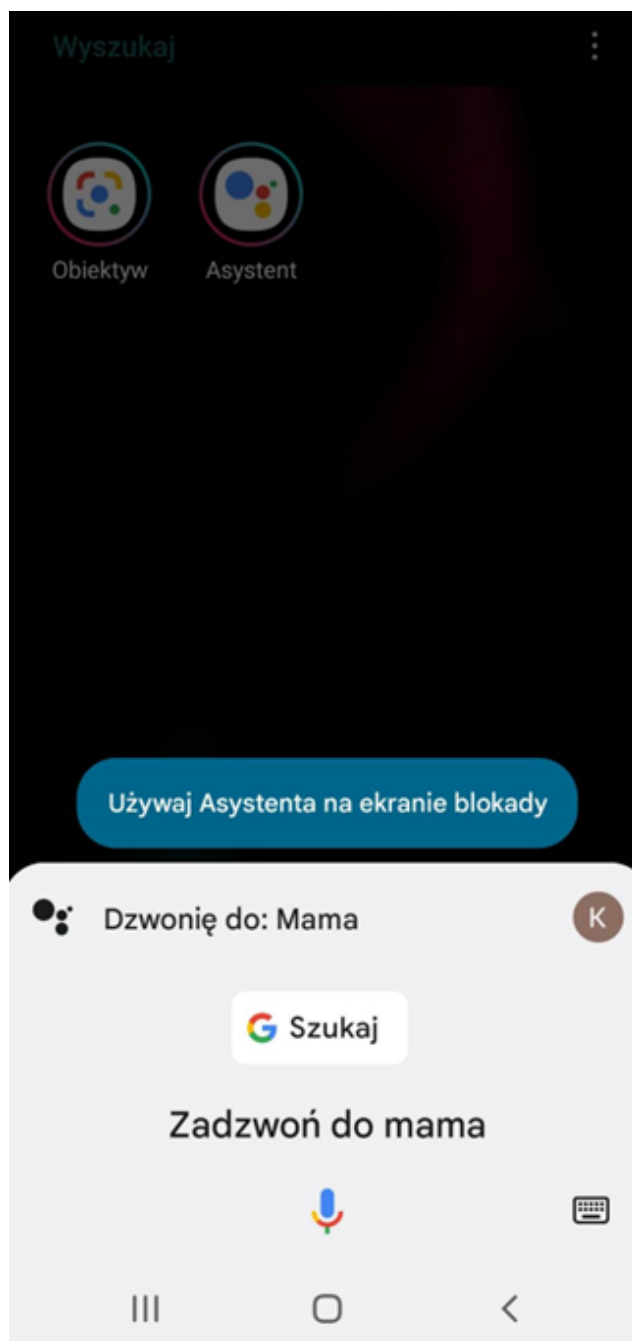 Wyszukaj
Obiektyw Asystent
Używaj Asystenta na ekranie blokady
Dzwonię do: Mama
K
Szukaj
Zadzwoń do mama